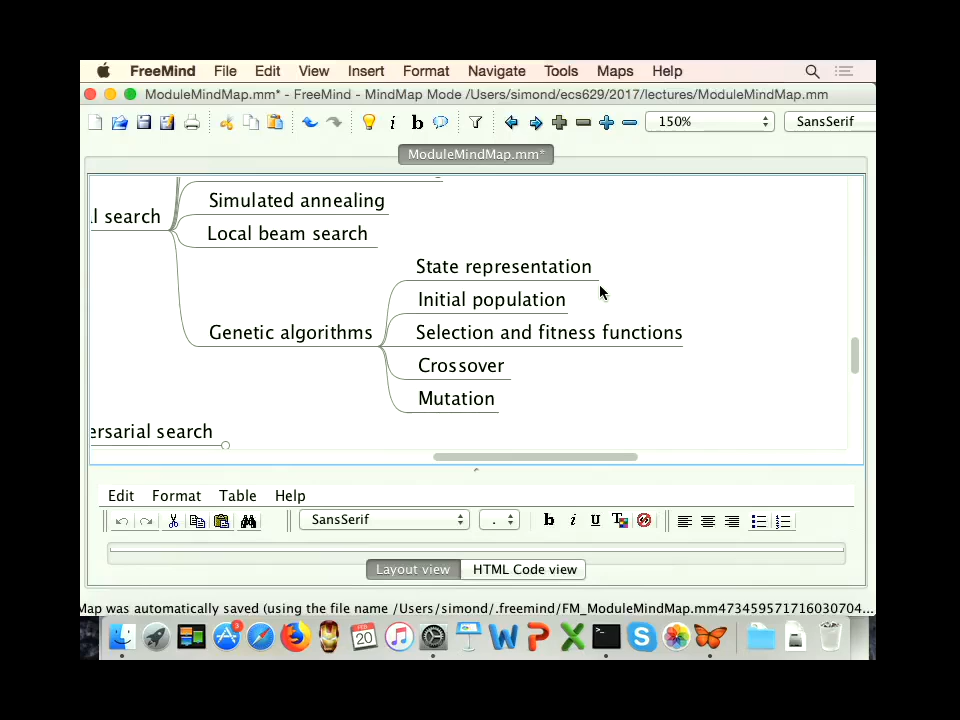 FreeMind File Edit View Insert Format Navigate Tools Maps Help
ModuleMindMap.mm* - FreeMind - MindMap Mode /Users/simond/ecs629/2017/lectures/ModuleMindMap.mm
150% SansSerif
ModuleMindMap.mm*
Simulated annealing
l search
Local beam search
State representation
Initial population
Genetic algorithms
Selection and fitness functions
Crossover
Mutation
ersarial search
Edit Format Table Help
SansSerif .
Layout view HTML Code view
Map was automatically saved (using the file name /Users/simond/.freemind/FM_ModuleMindMap.mm473459571716030704...
3
FEB
20